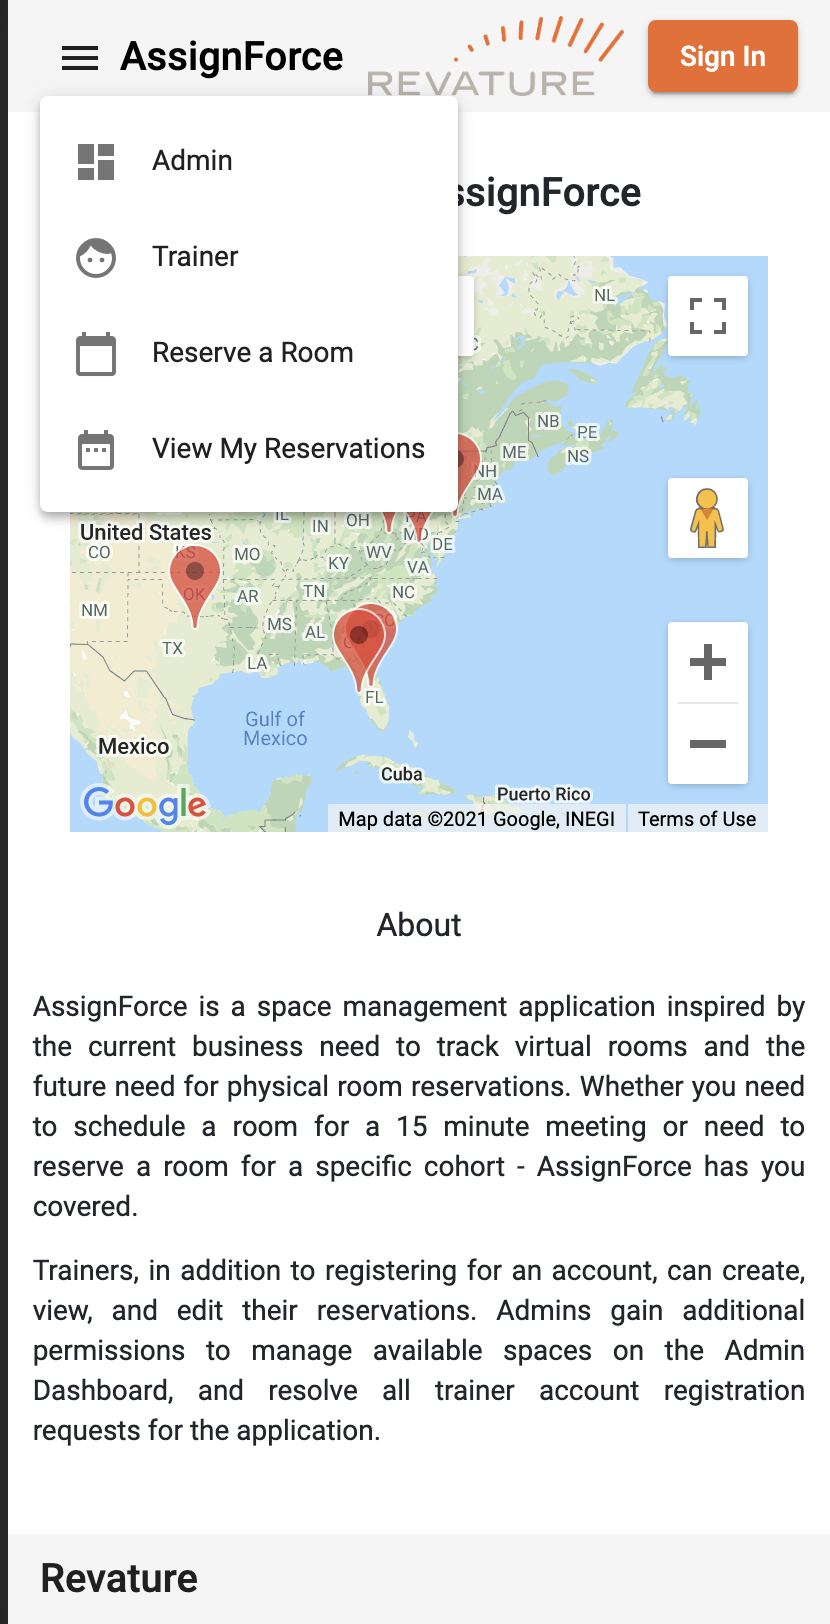 AssignForce
REVATURE
Sign In
Admin
Trainer
Reserve a Room
View My Reservations
ssignForce
NL
NB
PE
ME
NS
NH
MA
IL
IN
OH
PA
MD
DE
United States
CO
KS
MO
KY
WV
VA
OK
AR
TN
NC
NM
TX
MS
AL
LA
FL
Gulf of
Mexico
Mexico
Cuba
Puerto Rico
Google
Map data ©2021 Google, INEGI
Terms of Use
About
AssignForce is a space management application inspired by
the current business need to track virtual rooms and the
future need for physical room reservations. Whether you need
to schedule a room for a 15 minute meeting or need to
reserve a room for a specific cohort - AssignForce has you
covered.
Trainers, in addition to registering for an account, can create,
view, and edit their reservations. Admins gain additional
permissions to manage available spaces on the Admin
Dashboard, and resolve all trainer account registration
requests for the application.
Revature